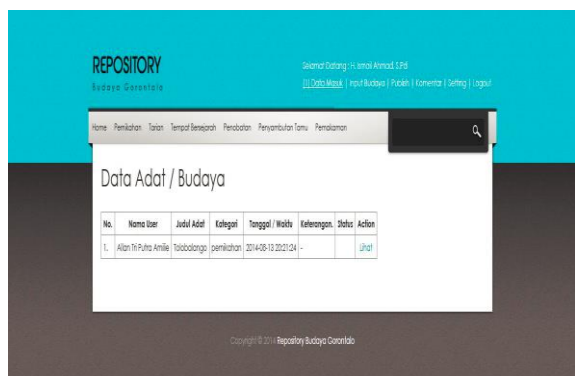 REPOSITORY
Budaya Gorontalo
Selamat Datang : H. Ismail Ahmad, S.Pd
[1] Data Masuk | Input Budaya | Publish | Komentar | Setting | Logout
Home Pernikahan Tarian Tempat Bersejarah Penobatan Penyambutan Tamu Pemakaman
Data Adat / Budaya
No. Nama User Judul Adat Kategori Tanggal / Waktu Keterangan. Status Action
1. Allan Tri Putra Amilie Tolobalango pernikahan 2014-08-13 20:21:24 - Lihat
Copyright © 2014 Repository Budaya Gorontalo